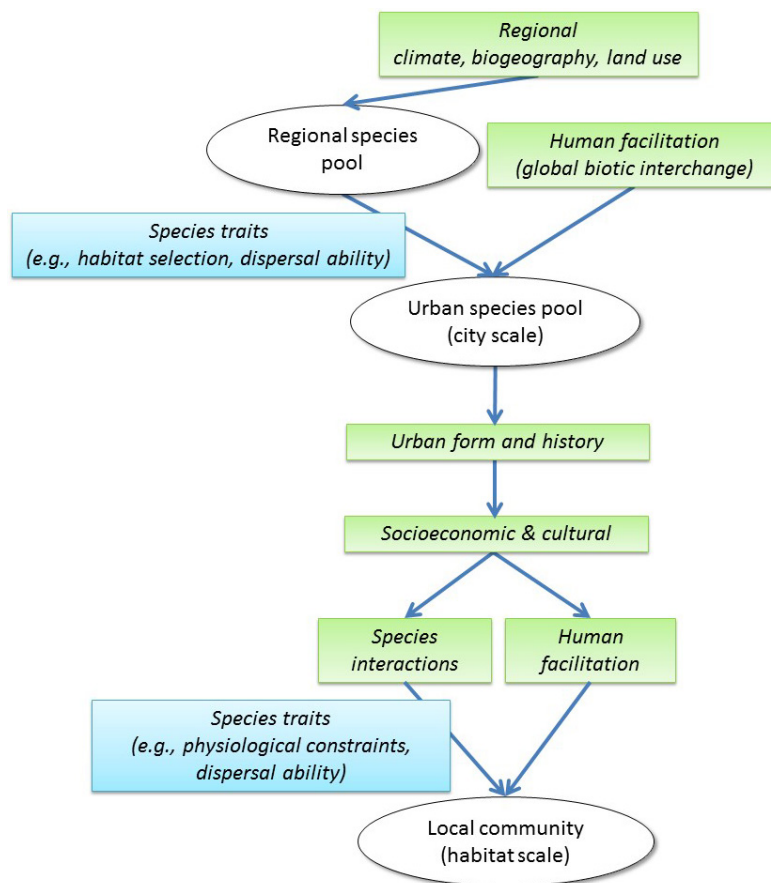 Regional
climate, biogeography, land use
Regional species
pool
Human facilitation
(global biotic interchange)
Species traits
(e.g., habitat selection, dispersal ability)
Urban species pool
(city scale)
Urban form and history
Socioeconomic & cultural
Species
interactions
Human
facilitation
Species traits
(e.g., physiological constraints,
dispersal ability)
Local community
(habitat scale)